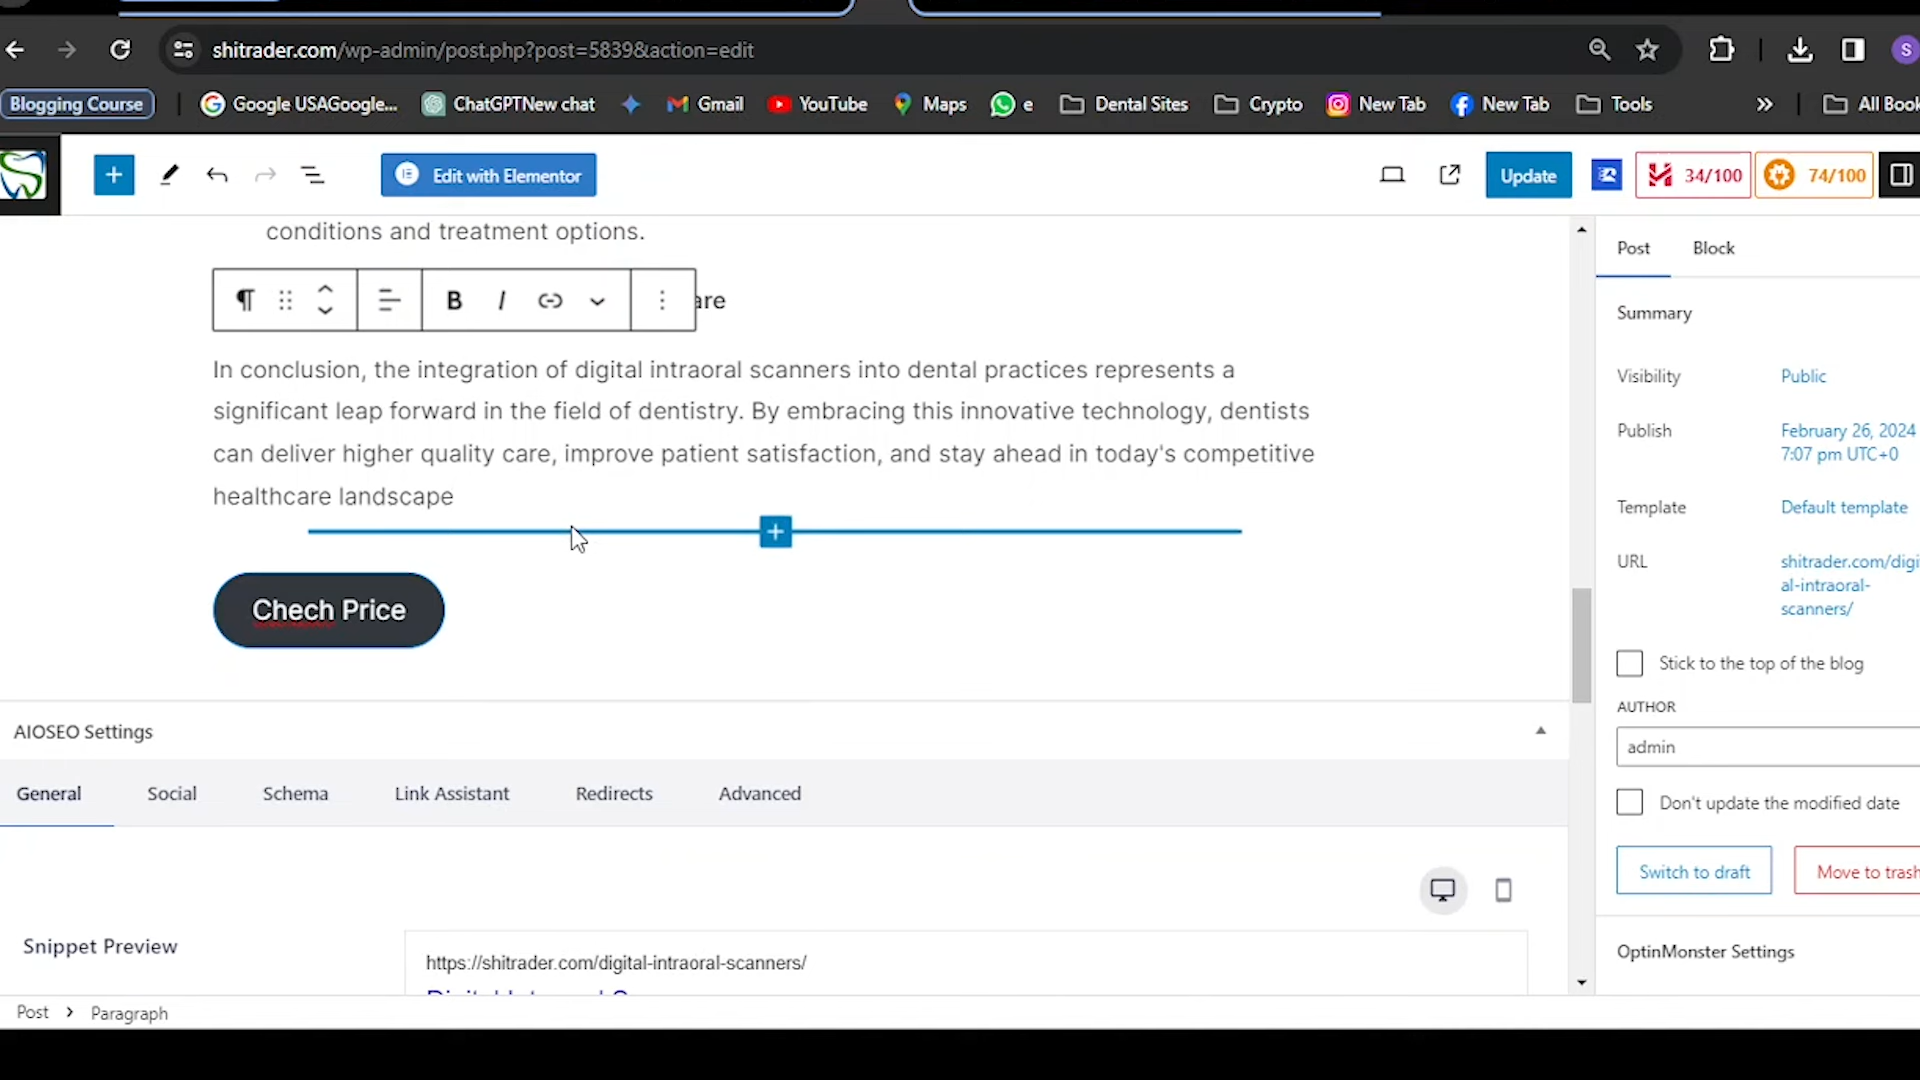 shitrader.com/wp-admin/post.php?post=5839&action=edit
S
Blogging Course
Google USAGoogle...
ChatGPTNew chat
Gmail
YouTube
Maps
e
Dental Sites
Crypto
New Tab
New Tab
Tools
All Book
Edit with Elementor
Update
34/100
74/100
conditions and treatment options.
B
I
are
In conclusion, the integration of digital intraoral scanners into dental practices represents a
significant leap forward in the field of dentistry. By embracing this innovative technology, dentists
can deliver higher quality care, improve patient satisfaction, and stay ahead in today's competitive
healthcare landscape
Chech Price
AIOSEO Settings
General
Social
Schema
Link Assistant
Redirects
Advanced
Snippet Preview
https://shitrader.com/digital-intraoral-scanners/
Post
Paragraph
Post
Block
Summary
Visibility
Public
Publish
February 26, 2024
7:07 pm UTC+0
Template
Default template
URL
shitrader.com/digi
al-intraoral-
scanners/
Stick to the top of the blog
AUTHOR
admin
Don't update the modified date
Switch to draft
Move to trash
OptinMonster Settings